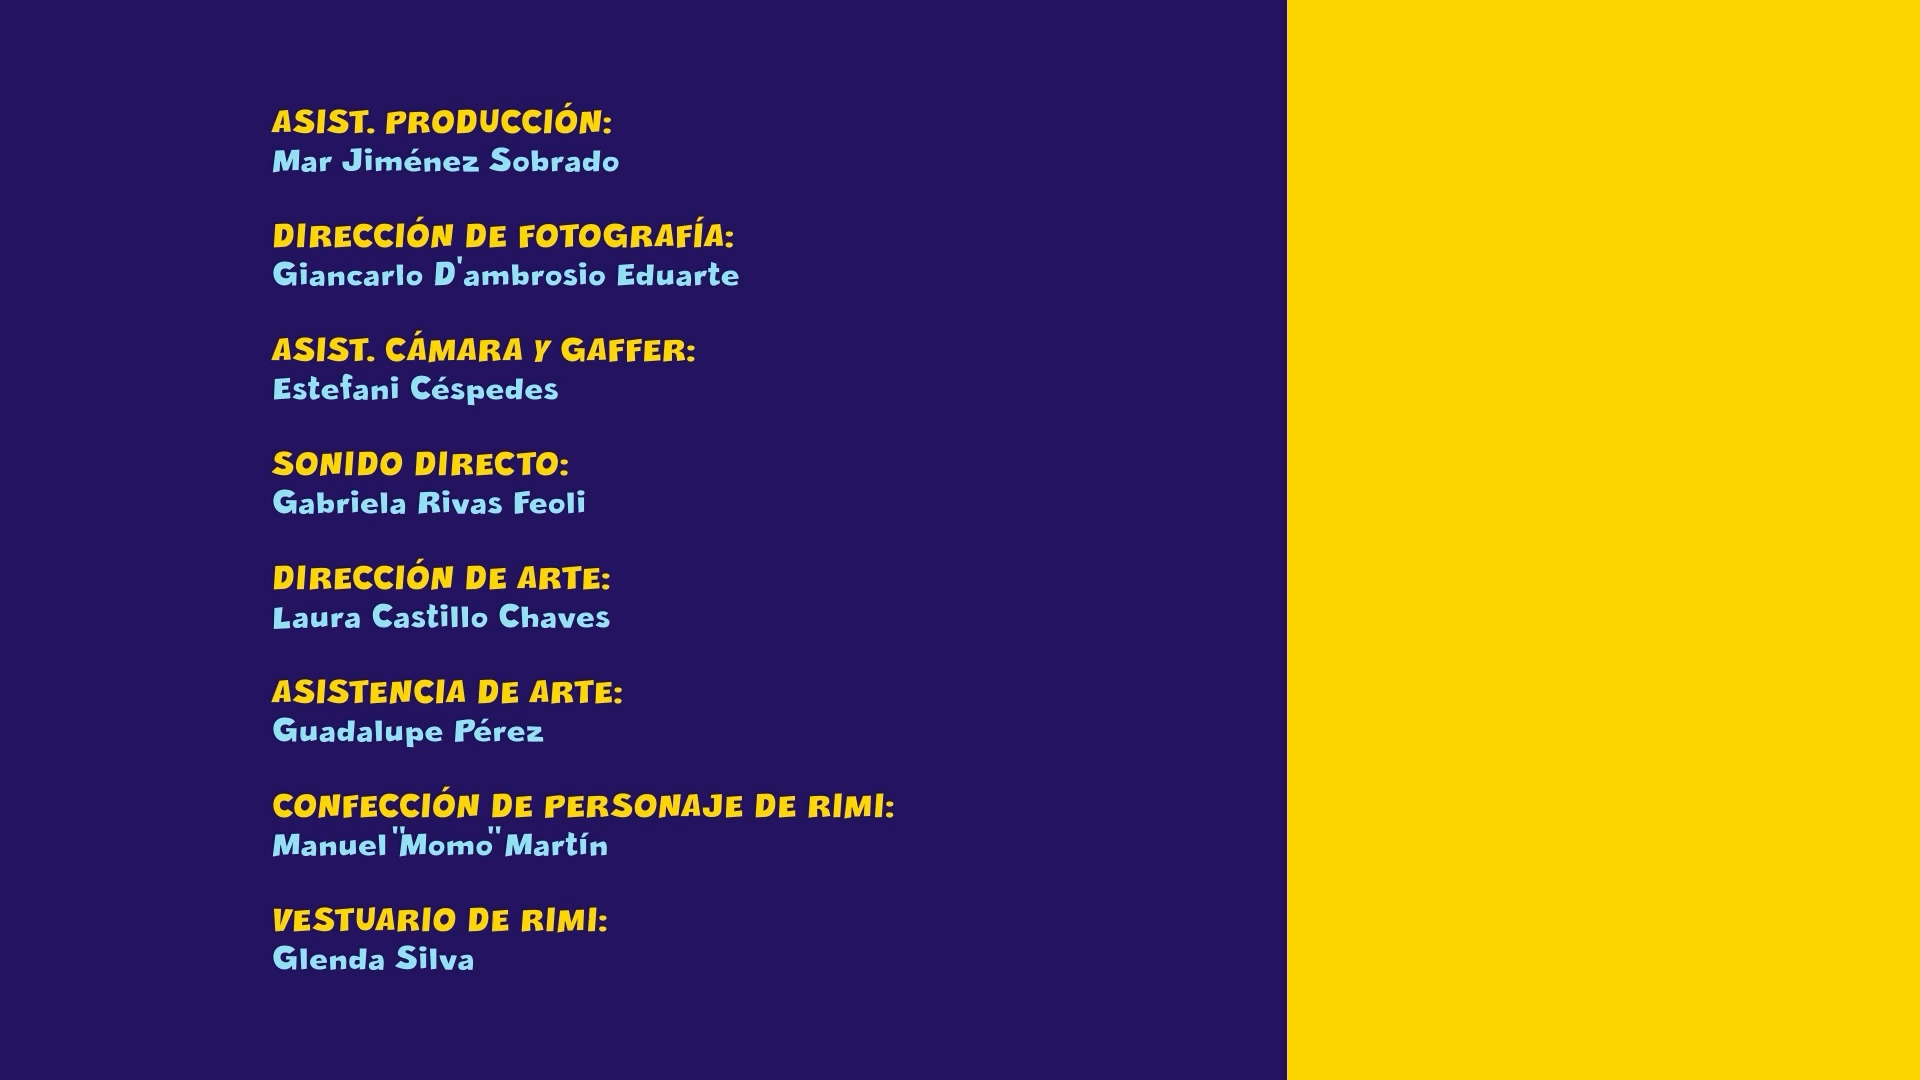 ASIST. PRODUCCIÓN:
Mar Jiménez Sobrado
DIRECCIÓN DE FOTOGRAFÍA:
Giancarlo D'ambrosio Eduarte
ASIST. CÁMARA Y GAFFER:
Estefani Céspedes
SONIDO DIRECTO:
Gabriela Rivas Feoli
DIRECCIÓN DE ARTE:
Laura Castillo Chaves
ASISTENCIA DE ARTE:
Guadalupe Pérez
CONFECCIÓN DE PERSONAJE DE RIMI:
Manuel "Momo" Martín
VESTUARIO DE RIMI:
Glenda Silva